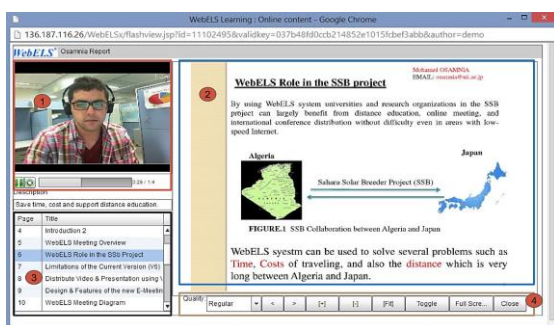 WebELS Learning : Online content - Google Chrome
136.187.116.26/WebELSx/flashview.jsp?id=11102495&validkey=037b48fd0ccb214852e1015fcbef3abb&author=demo
WebELS Osamnia Report
1
2
Mohamed OSAMNIA
EMAIL: osamnia@nii.ac.jp
WebELS Role in the SSB project
By using WebELS system universities and research organizations in the SSB
project can largely benefit from distance education, online meeting, and
international conference distribution without difficulty even in areas with low-
speed Internet.
Algeria
Japan
Sahara Solar Breeder Project (SSB)
FIGURE.1 SSB Collaboration between Algeria and Japan
WebELS syestm can be used to solve several problems such as
Time, Costs of traveling, and also the distance which is very
long between Algeria and Japan.
Description
Save time, cost and support distance education.
Page Title
4 Introduction 2
5 WebELS Meeting Overview
6 WebELS Role in the SSB Project
7 Limitations of the Current Version (V8)
8 Distribute Video & Presentation using \
9 Design & Features of the new E-Meetin
10 WebELS Meeting Diagram
3
Quality: Regular < > [+] [-] [Fit] Toggle Full Scre... Close
4